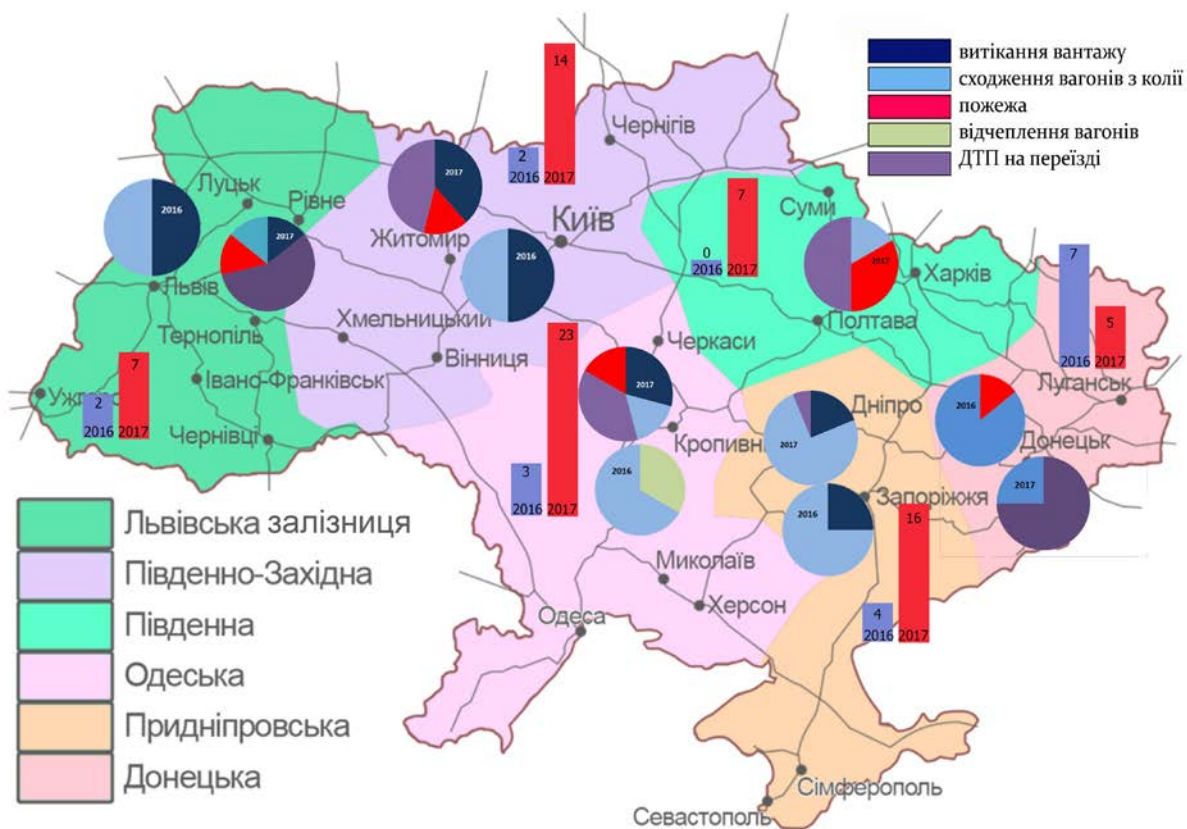 витікання вантажу
сходження вагонів з колії
пожежа
відчеплення вагонів
ДТП на переїзді
14
2
2016
2017
Чернігів
Луцьк
Рівне
2017
Житомир
Київ
7
0
2016
2017
Суми
2016
2017
2016
2017
Харків
7
5
2016
2017
Львів
Тернопіль
Хмельницький
Вінниця
Черкаси
Полтава
Луганськ
23
3
2016
2017
7
2
2016
2017
Івано-Франківськ
Чернівці
2017
Кропивн
2016
Дніпро
2017
2016
Донецьк
2017
Запоріжжя
2016
16
4
2016
2017
Миколаїв
Херсон
Одеса
Сімферополь
Севастополь
Львівська залізниця
Південно-Західна
Південна
Одеська
Придніпровська
Донецька